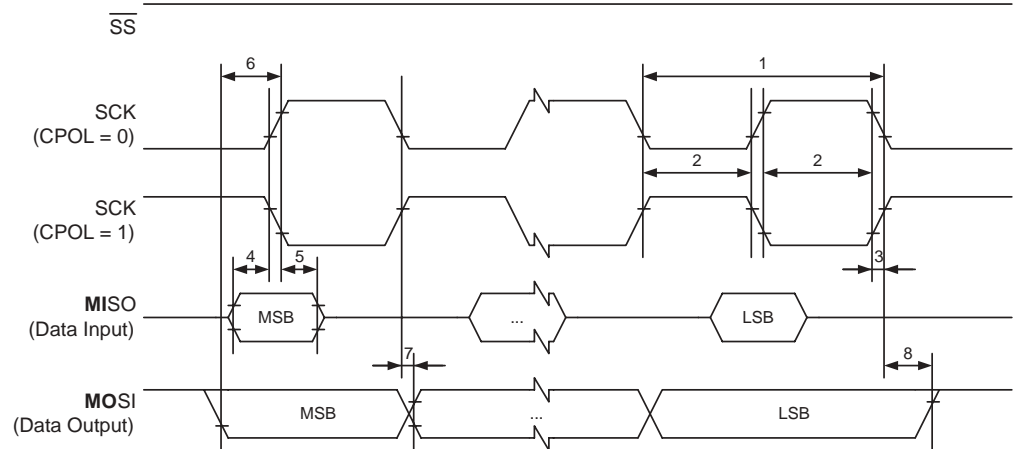 SS
6
1
SCK
(CPOL = 0)
2
2
SCK
(CPOL = 1)
4
5
3
MISO
(Data Input)
MSB
...
LSB
7
8
MOSI
(Data Output)
MSB
...
LSB